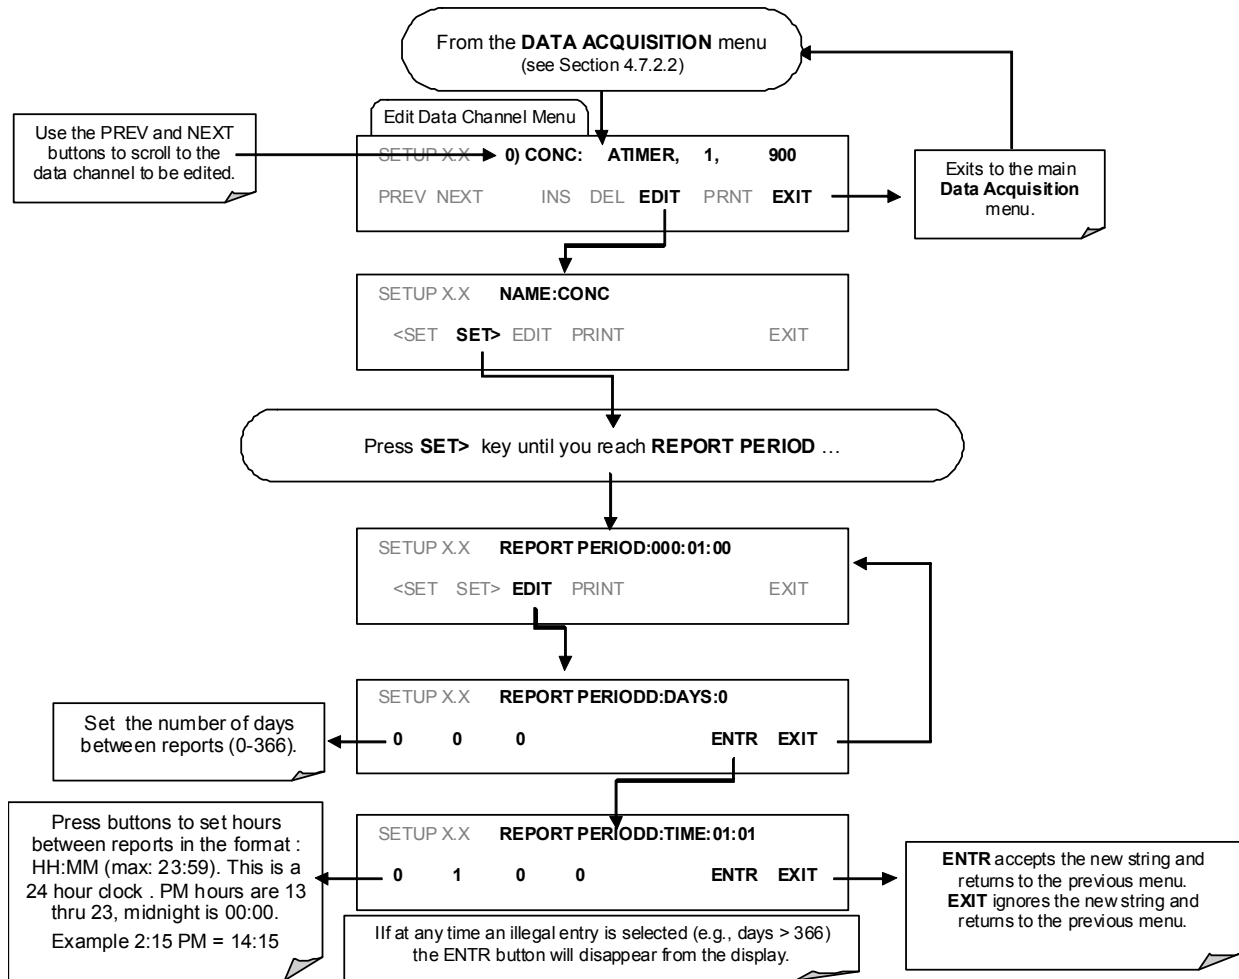 From the DATA ACQUISITION menu
(see Section 4.7.2.2)
Edit Data Channel Menu
Use the PREV and NEXT
buttons to scroll to the
data channel to be edited.
SETUP X.X 0) CONC: ATIMER, 1, 900
PREV NEXT INS DEL EDIT PRNT EXIT
Exits to the main
Data Acquisition
menu.
SETUP X.X NAME:CONC
<SET SET> EDIT PRINT EXIT
Press SET> key until you reach REPORT PERIOD …
SETUP X.X REPORT PERIOD:000:01:00
<SET SET> EDIT PRINT EXIT
SETUP X.X REPORT PERIODD:DAYS:0
0 0 0 ENTR EXIT
Set the number of days
between reports (0-366).
Press buttons to set hours
between reports in the format :
HH:MM (max: 23:59). This is a
24 hour clock . PM hours are 13
thru 23, midnight is 00:00.
Example 2:15 PM = 14:15
SETUP X.X REPORT PERIODD:TIME:01:01
0 1 0 0 ENTR EXIT
ENTR accepts the new string and
returns to the previous menu.
EXIT ignores the new string and
returns to the previous menu.
IIf at any time an illegal entry is selected (e.g., days > 366)
the ENTR button will disappear from the display.